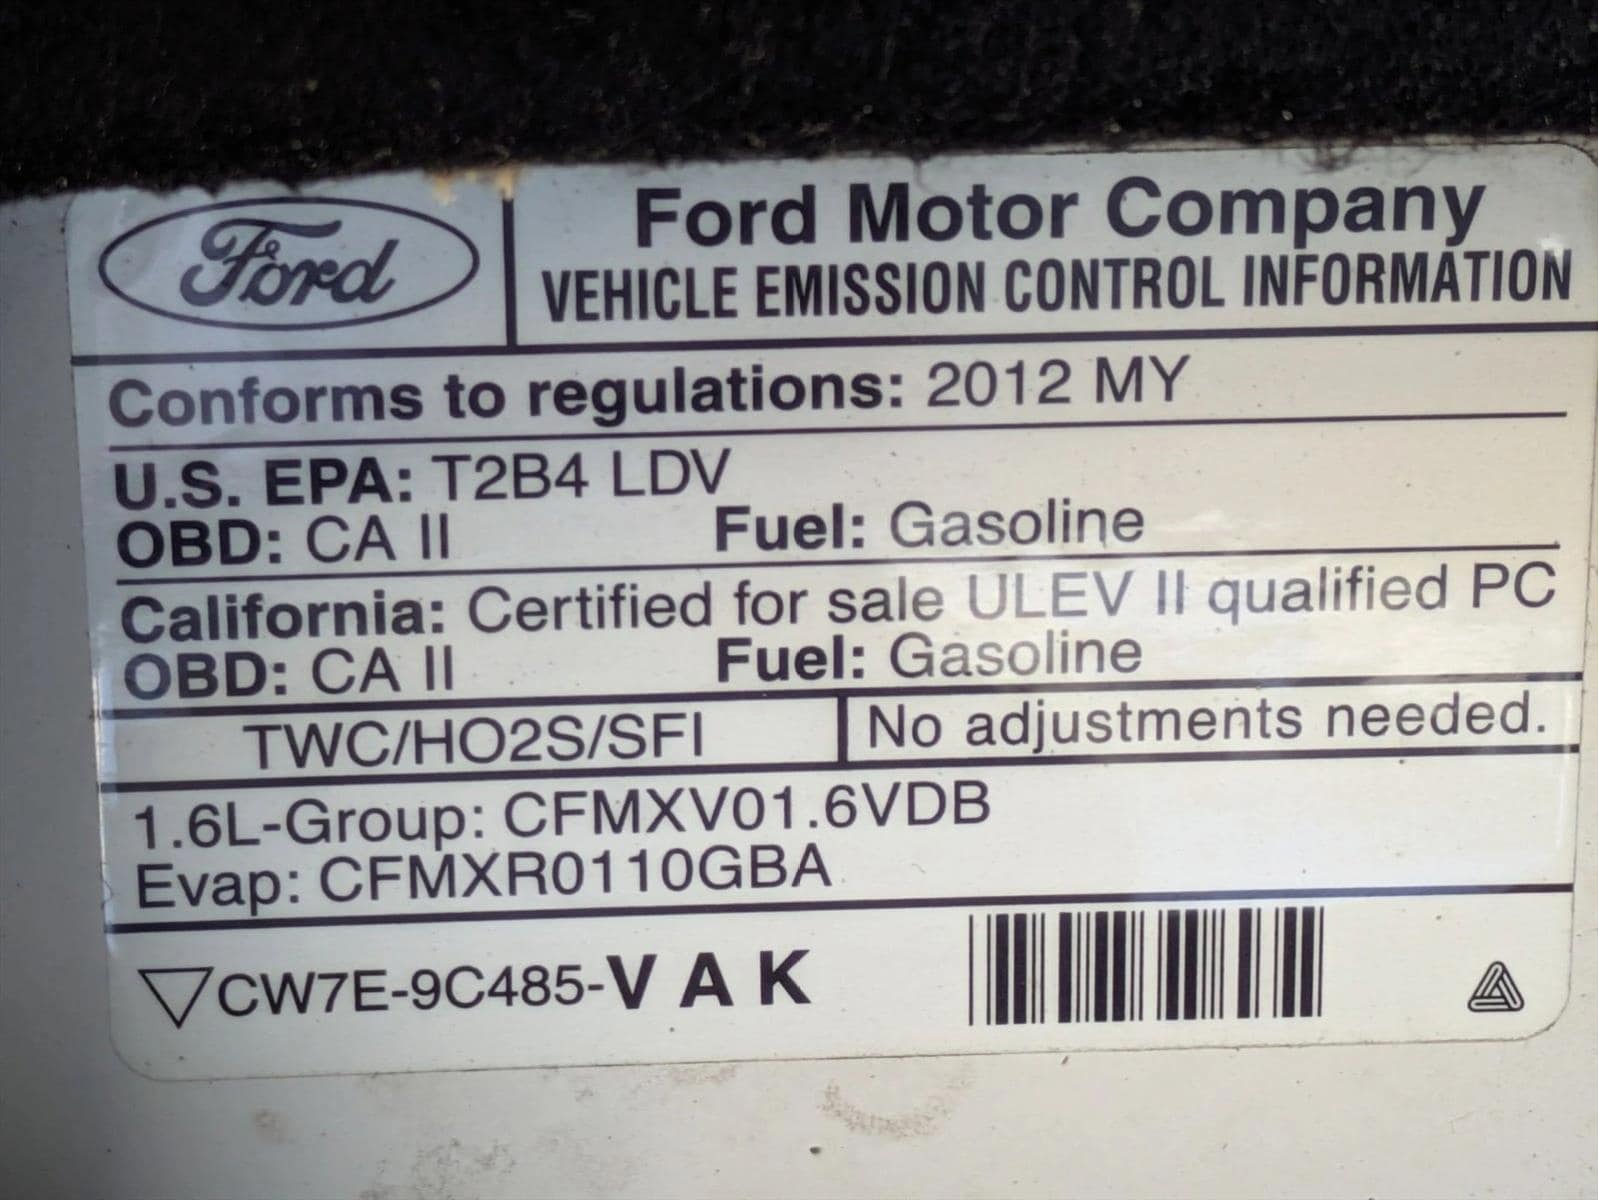 Ford
Ford Motor Company
VEHICLE EMISSION CONTROL INFORMATION
Conforms to regulations: 2012 MY
U.S. EPA: T2B4 LDV
OBD: CA II Fuel: Gasoline
California: Certified for sale ULEV II qualified PC
OBD: CA II Fuel: Gasoline
TWC/HO2S/SFI No adjustments needed.
1.6L-Group: CFMXV01.6VDB
Evap: CFMXR0110GBA
CW7E-9C485-V A K